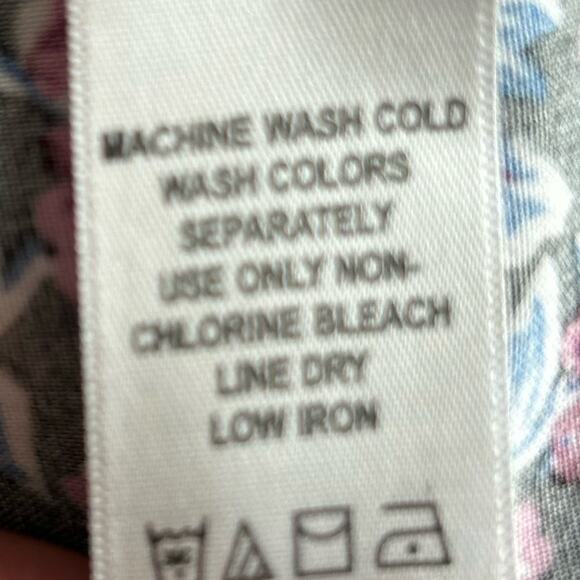 MACHINE WASH COLD
WASH COLORS
SEPARATELY
USE ONLY NON-
CHLORINE BLEACH
LINE DRY
LOW IRON